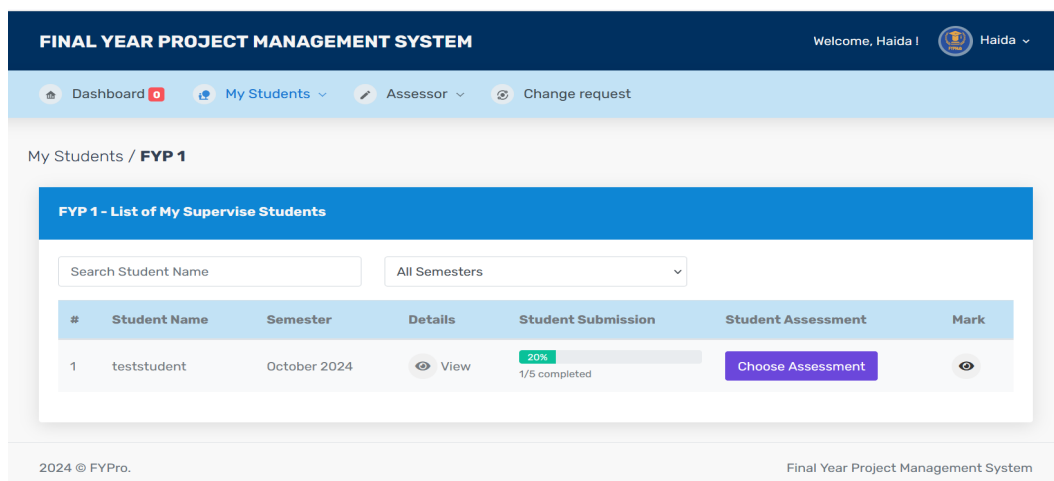 FINAL YEAR PROJECT MANAGEMENT SYSTEM Welcome, Haida ! FYPro Haida
Dashboard 0 My Students Assessor Change request
My Students / FYP 1
FYP 1 - List of My Supervise Students
Search Student Name All Semesters
# Student Name Semester Details Student Submission Student Assessment Mark
1 teststudent October 2024 View 20% Choose Assessment
1/5 completed
2024 © FYPro. Final Year Project Management System